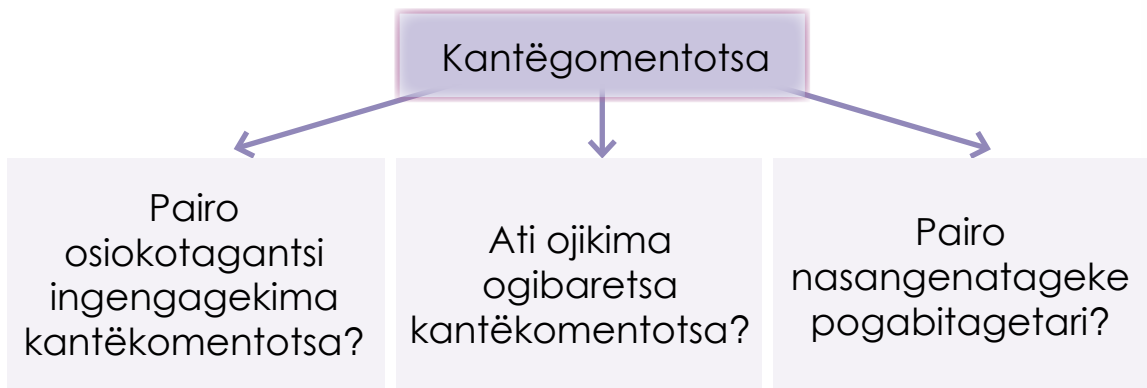 Kantëgomentotsa
Pairo
osiokotagantsi
ingengagekima
kantëkomentotsa?
Ati ojikima
ogibaretsa
kantëkomentotsa?
Pairo
nasangenatageke
pogabitagetari?